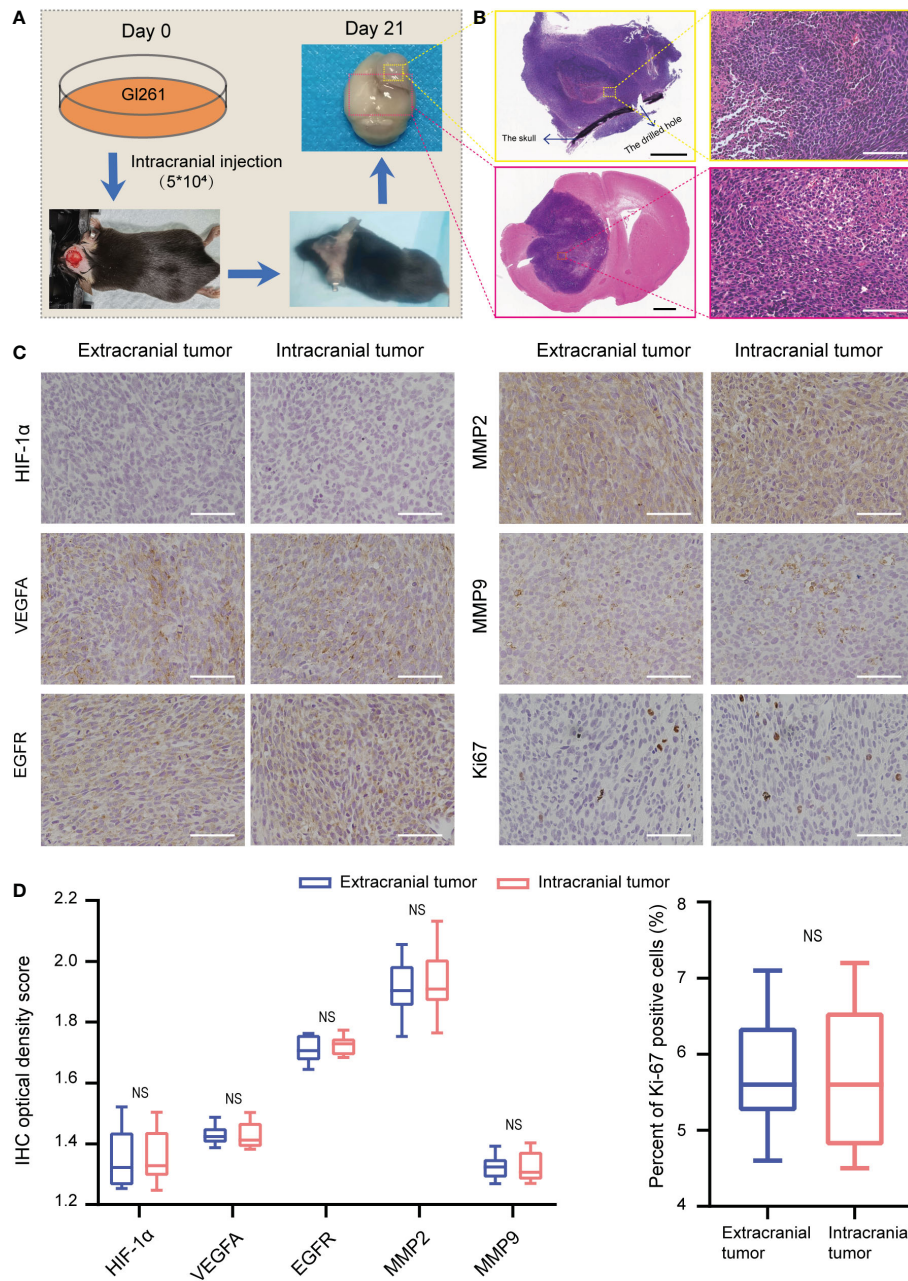 A
Day 0
Day 21
Gl261
Intracranial injection
(5*10⁴)
B
The skull
The drilled hole
C
Extracranial tumor
Intracranial tumor
Extracranial tumor
Intracranial tumor
HIF-1α
MMP2
VEGFA
MMP9
EGFR
Ki67
D
Extracranial tumor
Intracranial tumor
IHC optical density score
2.2
2.0
1.8
1.6
1.4
1.2
NS
NS
NS
NS
NS
HIF-1α
VEGFA
EGFR
MMP2
MMP9
Percent of Ki-67 positive cells (%)
8
7
6
5
4
NS
Extracranial
tumor
Intracranial
tumor